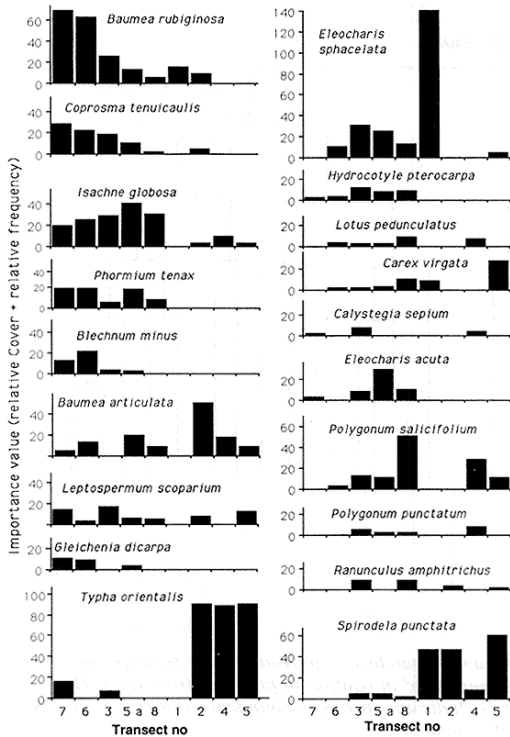 Importance value (relative Cover + relative frequency)
Baumea rubiginosa
60
40
20
0
Coprosma tenuicaulis
20
0
Isachne globosa
40
20
0
Phormium tenax
20
0
Blechnum minus
20
0
Baumea articulata
40
20
0
Leptospermum scoparium
40
20
0
Gleichenia dicarpa
20
0
Typha orientalis
100
80
60
40
20
0
7 6 3 5a 8 1 2 4 5
Transect no
Eleocharis
sphacelata
140
120
100
80
60
40
20
0
Hydrocotyle pterocarpa
20
0
Lotus pedunculatus
20
0
Carex virgata
20
0
Calystegia sepium
20
0
Eleocharis acuta
20
0
Polygonum salicifolium
40
20
0
Polygonum punctatum
20
0
Ranunculus amphitrichus
20
0
Spirodela punctata
60
40
20
0
7 6 3 5a 8 1 2 4 5
Transect no